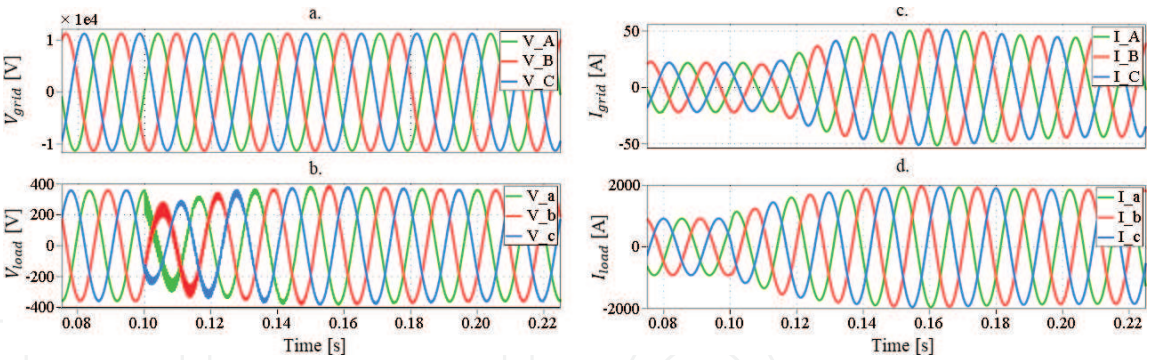 a.
× 1e4
1
0
-1
V_grid [V]
V_A
V_B
V_C
b.
400
200
0
-200
-400
V_load [V]
V_a
V_b
V_c
0.08 0.10 0.12 0.14 0.16 0.18 0.20 0.22
Time [s]
c.
50
0
-50
I_grid [A]
I_A
I_B
I_C
d.
2000
0
-2000
I_load [A]
I_a
I_b
I_c
0.08 0.10 0.12 0.14 0.16 0.18 0.20 0.22
Time [s]